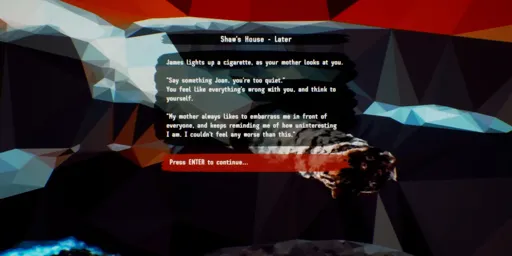 Shaw's House - Later
James lights up a cigarette, as your mother looks at you.
"Say something Joan, you're too quiet."
You feel like everything's wrong with you, and think to
yourself.
"My mother always likes to embarrass me in front of
everyone, and keeps reminding me of how uninteresting
I am. I couldn't feel any worse than this."
Press ENTER to continue...